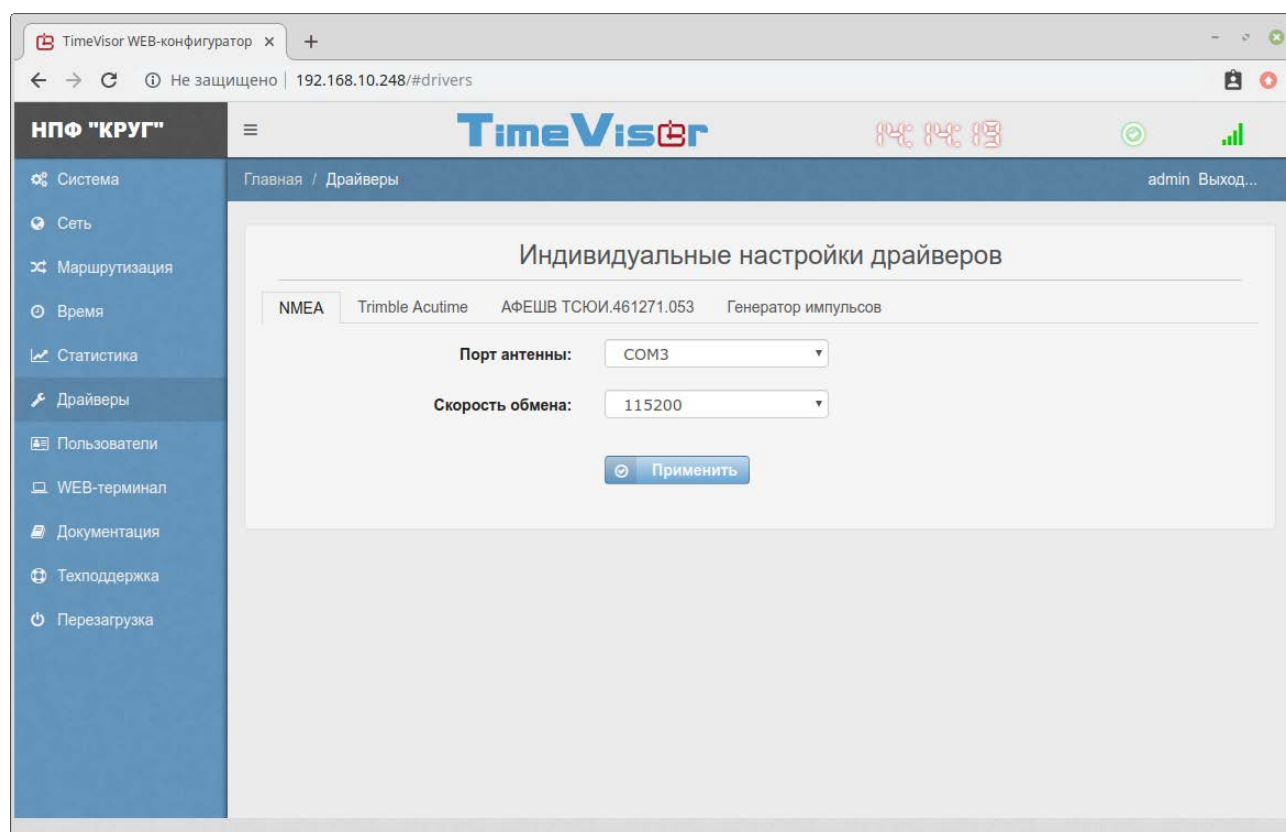 TimeVisor WEB-конфигуратор
Не защищено | 192.168.10.248/#drivers
НПФ "КРУГ"
TimeVisor
14: 14: 19
Система
Главная / Драйверы
admin Выход...
Сеть
Маршрутизация
Время
Статистика
Драйверы
Пользователи
WEB-терминал
Документация
Техподдержка
Перезагрузка
Индивидуальные настройки драйверов
NMEA Trimble Acutime АФЕШВ ТСЮИ.461271.053 Генератор импульсов
Порт антенны: COM3
Скорость обмена: 115200
Применить